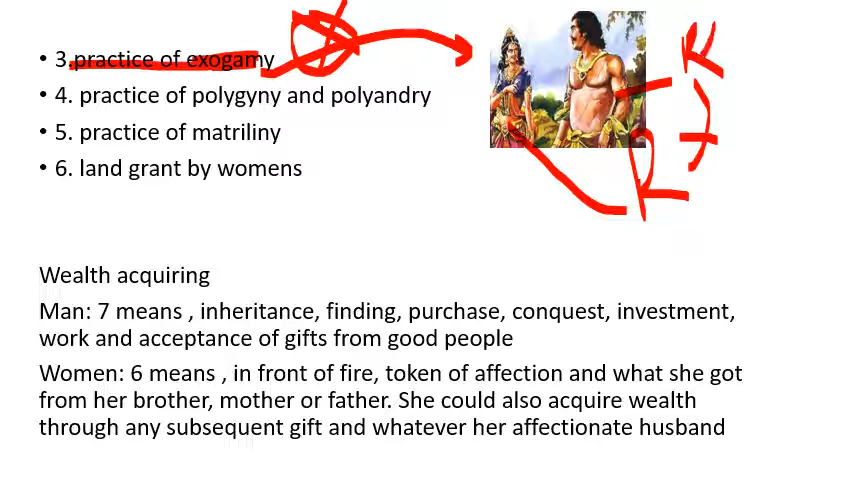 • 3.practice of exogamy
• 4. practice of polygyny and polyandry
• 5. practice of matriliny
• 6. land grant by womens
R
+
R
Wealth acquiring
Man: 7 means , inheritance, finding, purchase, conquest, investment,
work and acceptance of gifts from good people
Women: 6 means , in front of fire, token of affection and what she got
from her brother, mother or father. She could also acquire wealth
through any subsequent gift and whatever her affectionate husband